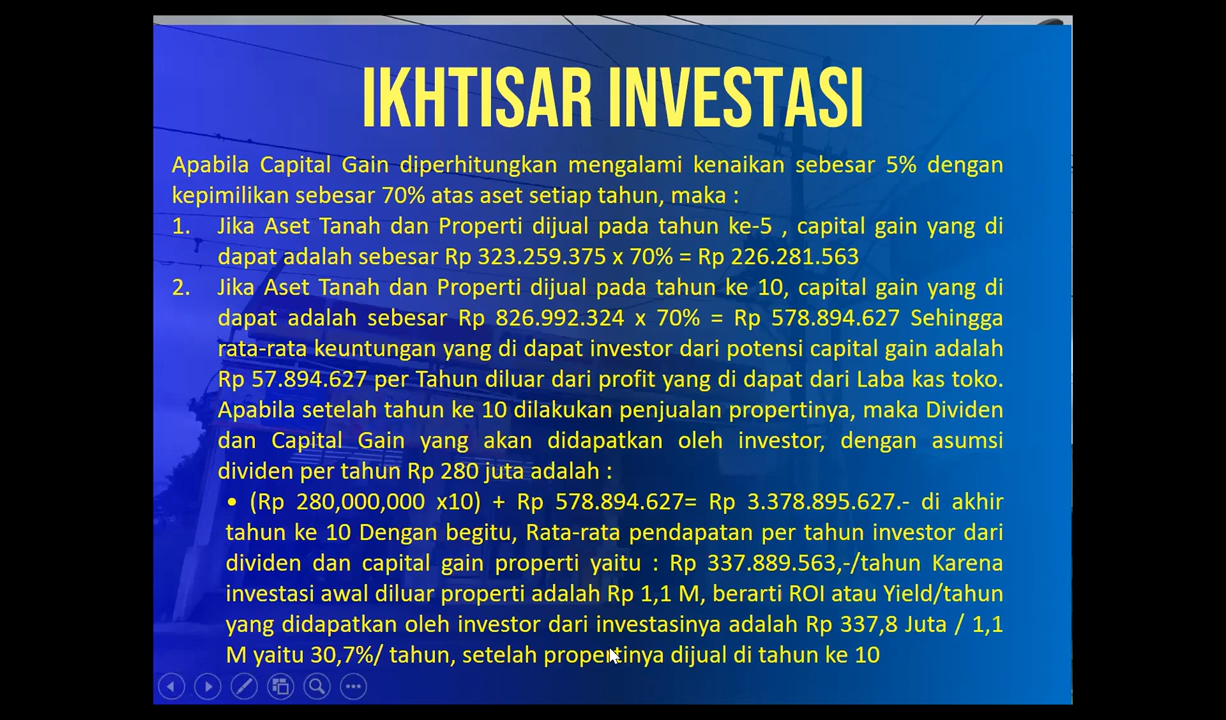 IKHTISAR INVESTASI
Apabila Capital Gain diperhitungkan mengalami kenaikan sebesar 5% dengan
kepimilikan sebesar 70% atas aset setiap tahun, maka :
1. Jika Aset Tanah dan Properti dijual pada tahun ke-5 , capital gain yang di
dapat adalah sebesar Rp 323.259.375 x 70% = Rp 226.281.563
2. Jika Aset Tanah dan Properti dijual pada tahun ke 10, capital gain yang di
dapat adalah sebesar Rp 826.992.324 x 70% = Rp 578.894.627 Sehingga
rata-rata keuntungan yang di dapat investor dari potensi capital gain adalah
Rp 57.894.627 per Tahun diluar dari profit yang di dapat dari Laba kas toko.
Apabila setelah tahun ke 10 dilakukan penjualan propertinya, maka Dividen
dan Capital Gain yang akan didapatkan oleh investor, dengan asumsi
dividen per tahun Rp 280 juta adalah :
• (Rp 280,000,000 x10) + Rp 578.894.627= Rp 3.378.895.627.- di akhir
tahun ke 10 Dengan begitu, Rata-rata pendapatan per tahun investor dari
dividen dan capital gain properti yaitu : Rp 337.889.563,-/tahun Karena
investasi awal diluar properti adalah Rp 1,1 M, berarti ROI atau Yield/tahun
yang didapatkan oleh investor dari investasinya adalah Rp 337,8 Juta / 1,1
M yaitu 30,7%/ tahun, setelah propertinya dijual di tahun ke 10